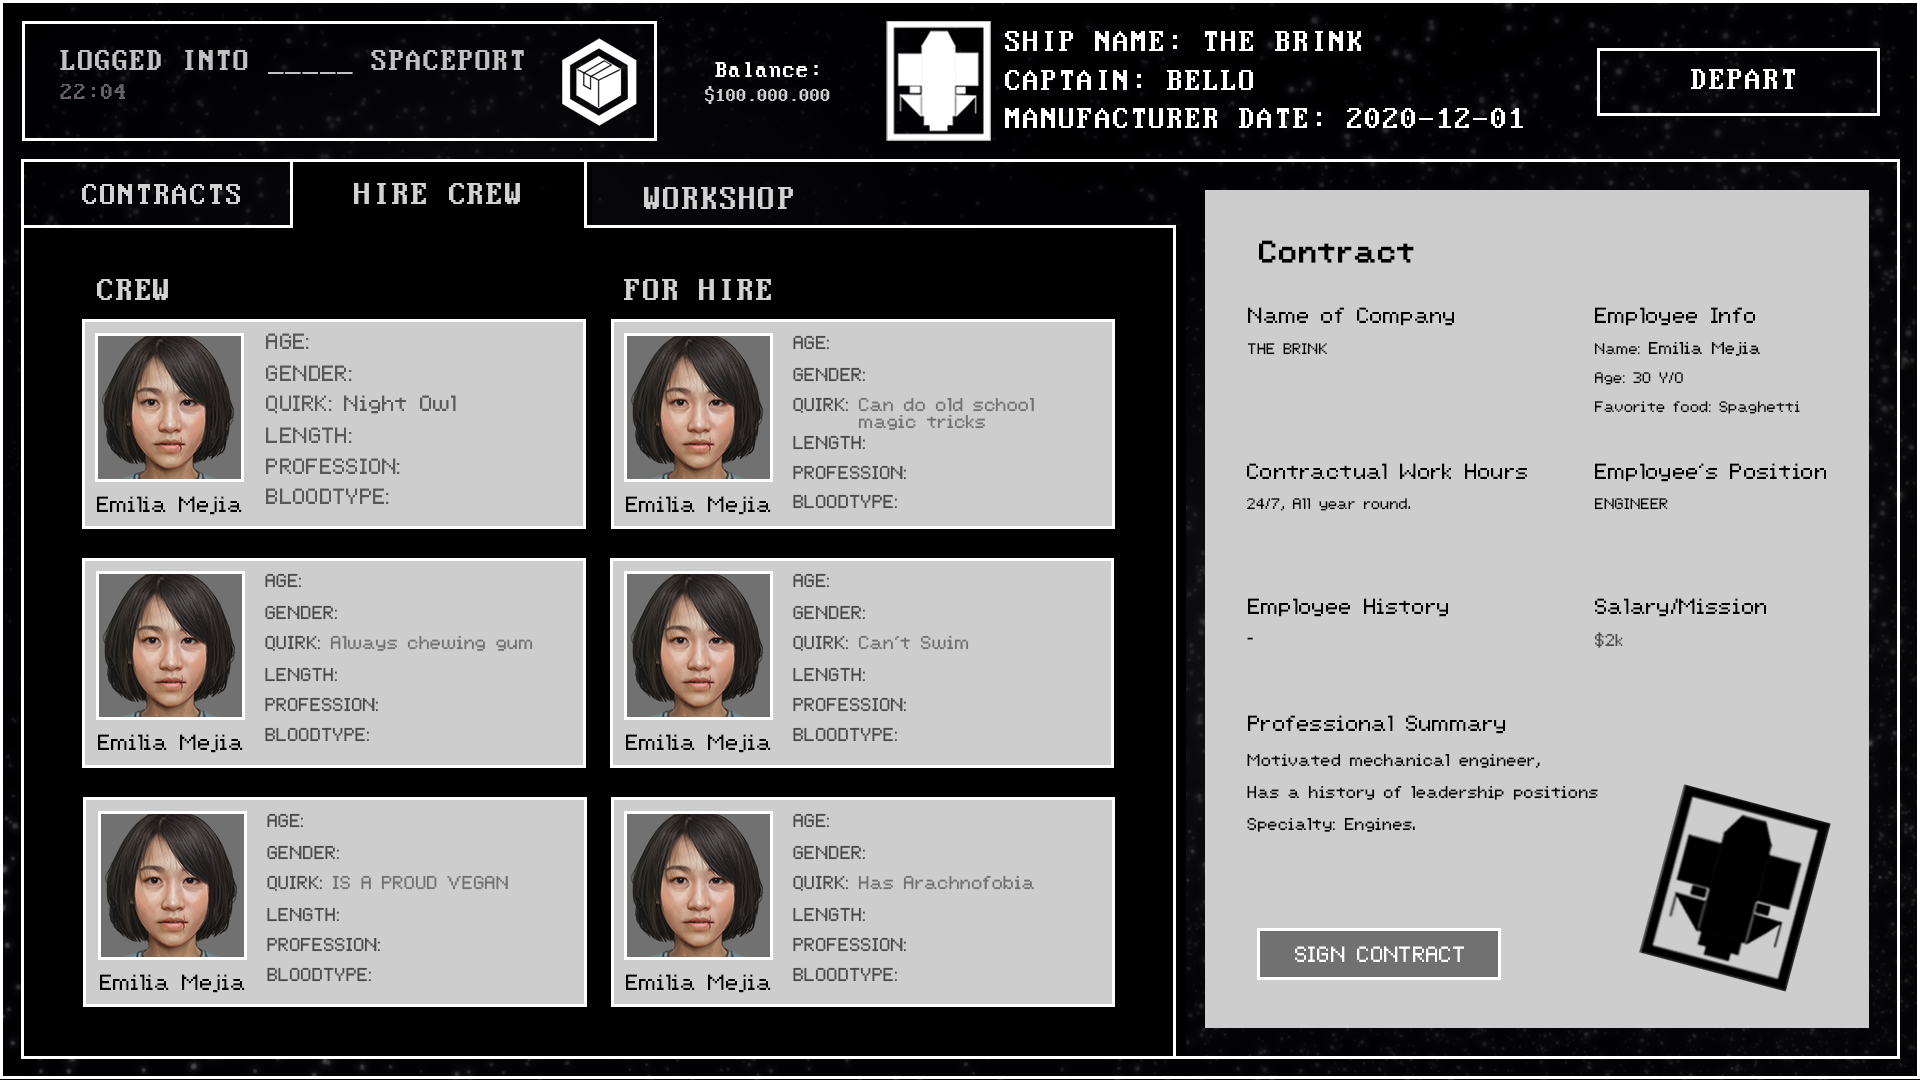 LOGGED INTO _____ SPACEPORT
22:04
Balance:
$100.000.000
SHIP NAME: THE BRINK
CAPTAIN: BELLO
MANUFACTURER DATE: 2020-12-01
DEPART
CONTRACTS
HIRE CREW
WORKSHOP
CREW
AGE:
GENDER:
QUIRK: Night Owl
LENGTH:
PROFESSION:
BLOODTYPE:
Emilia Mejia
AGE:
GENDER:
QUIRK: Always chewing gum
LENGTH:
PROFESSION:
BLOODTYPE:
Emilia Mejia
AGE:
GENDER:
QUIRK: IS A PROUD VEGAN
LENGTH:
PROFESSION:
BLOODTYPE:
Emilia Mejia
FOR HIRE
AGE:
GENDER:
QUIRK: Can do old school
magic tricks
LENGTH:
PROFESSION:
BLOODTYPE:
Emilia Mejia
AGE:
GENDER:
QUIRK: Can't Swim
LENGTH:
PROFESSION:
BLOODTYPE:
Emilia Mejia
AGE:
GENDER:
QUIRK: Has Arachnofobia
LENGTH:
PROFESSION:
BLOODTYPE:
Emilia Mejia
Contract
Name of Company
THE BRINK
Employee Info
Name: Emilia Mejia
Age: 30 Y/O
Favorite food: Spaghetti
Contractual Work Hours
24/7, All year round.
Employee's Position
ENGINEER
Employee History
-
Salary/Mission
$2k
Professional Summary
Motivated mechanical engineer,
Has a history of leadership positions
Specialty: Engines.
SIGN CONTRACT